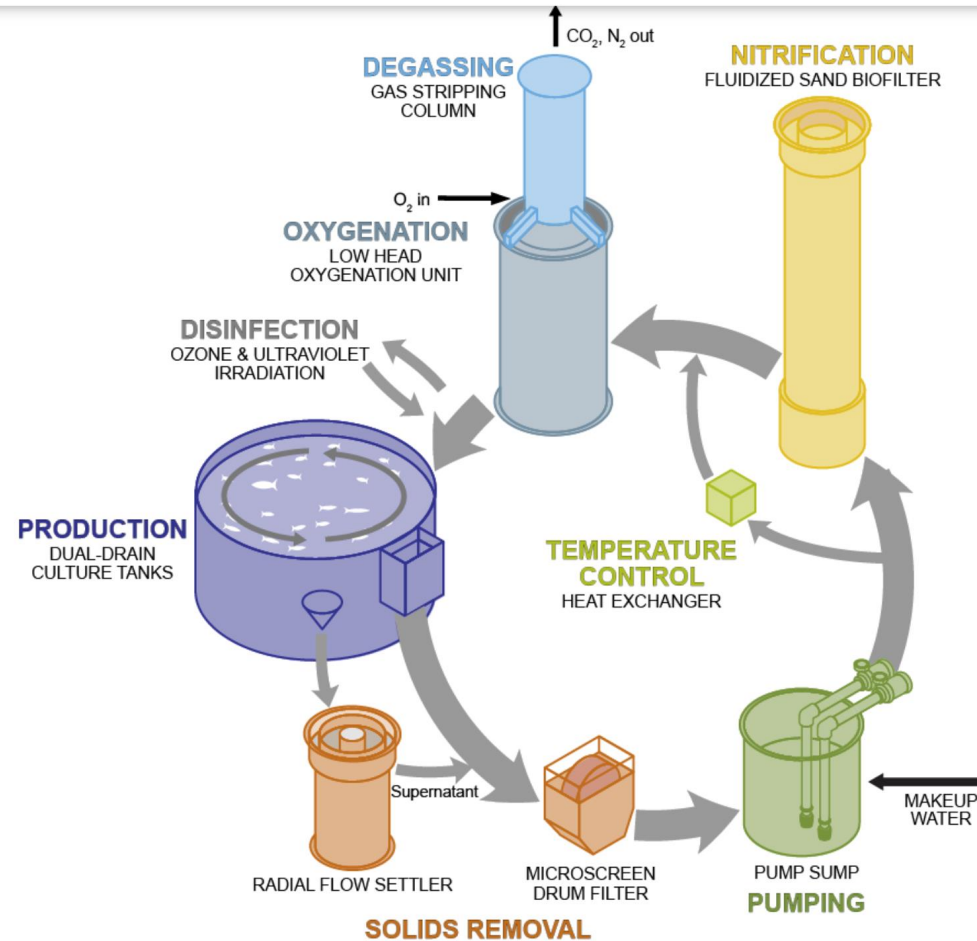 CO₂, N₂ out
DEGASSING
GAS STRIPPING
COLUMN
NITRIFICATION
FLUIDIZED SAND BIOFILTER
O₂ in
OXYGENATION
LOW HEAD
OXYGENATION UNIT
DISINFECTION
OZONE & ULTRAVIOLET
IRRADIATION
PRODUCTION
DUAL-DRAIN
CULTURE TANKS
TEMPERATURE
CONTROL
HEAT EXCHANGER
Supernatant
MAKEUP
WATER
RADIAL FLOW SETTLER
MICROSCREEN
DRUM FILTER
PUMP SUMP
PUMPING
SOLIDS REMOVAL